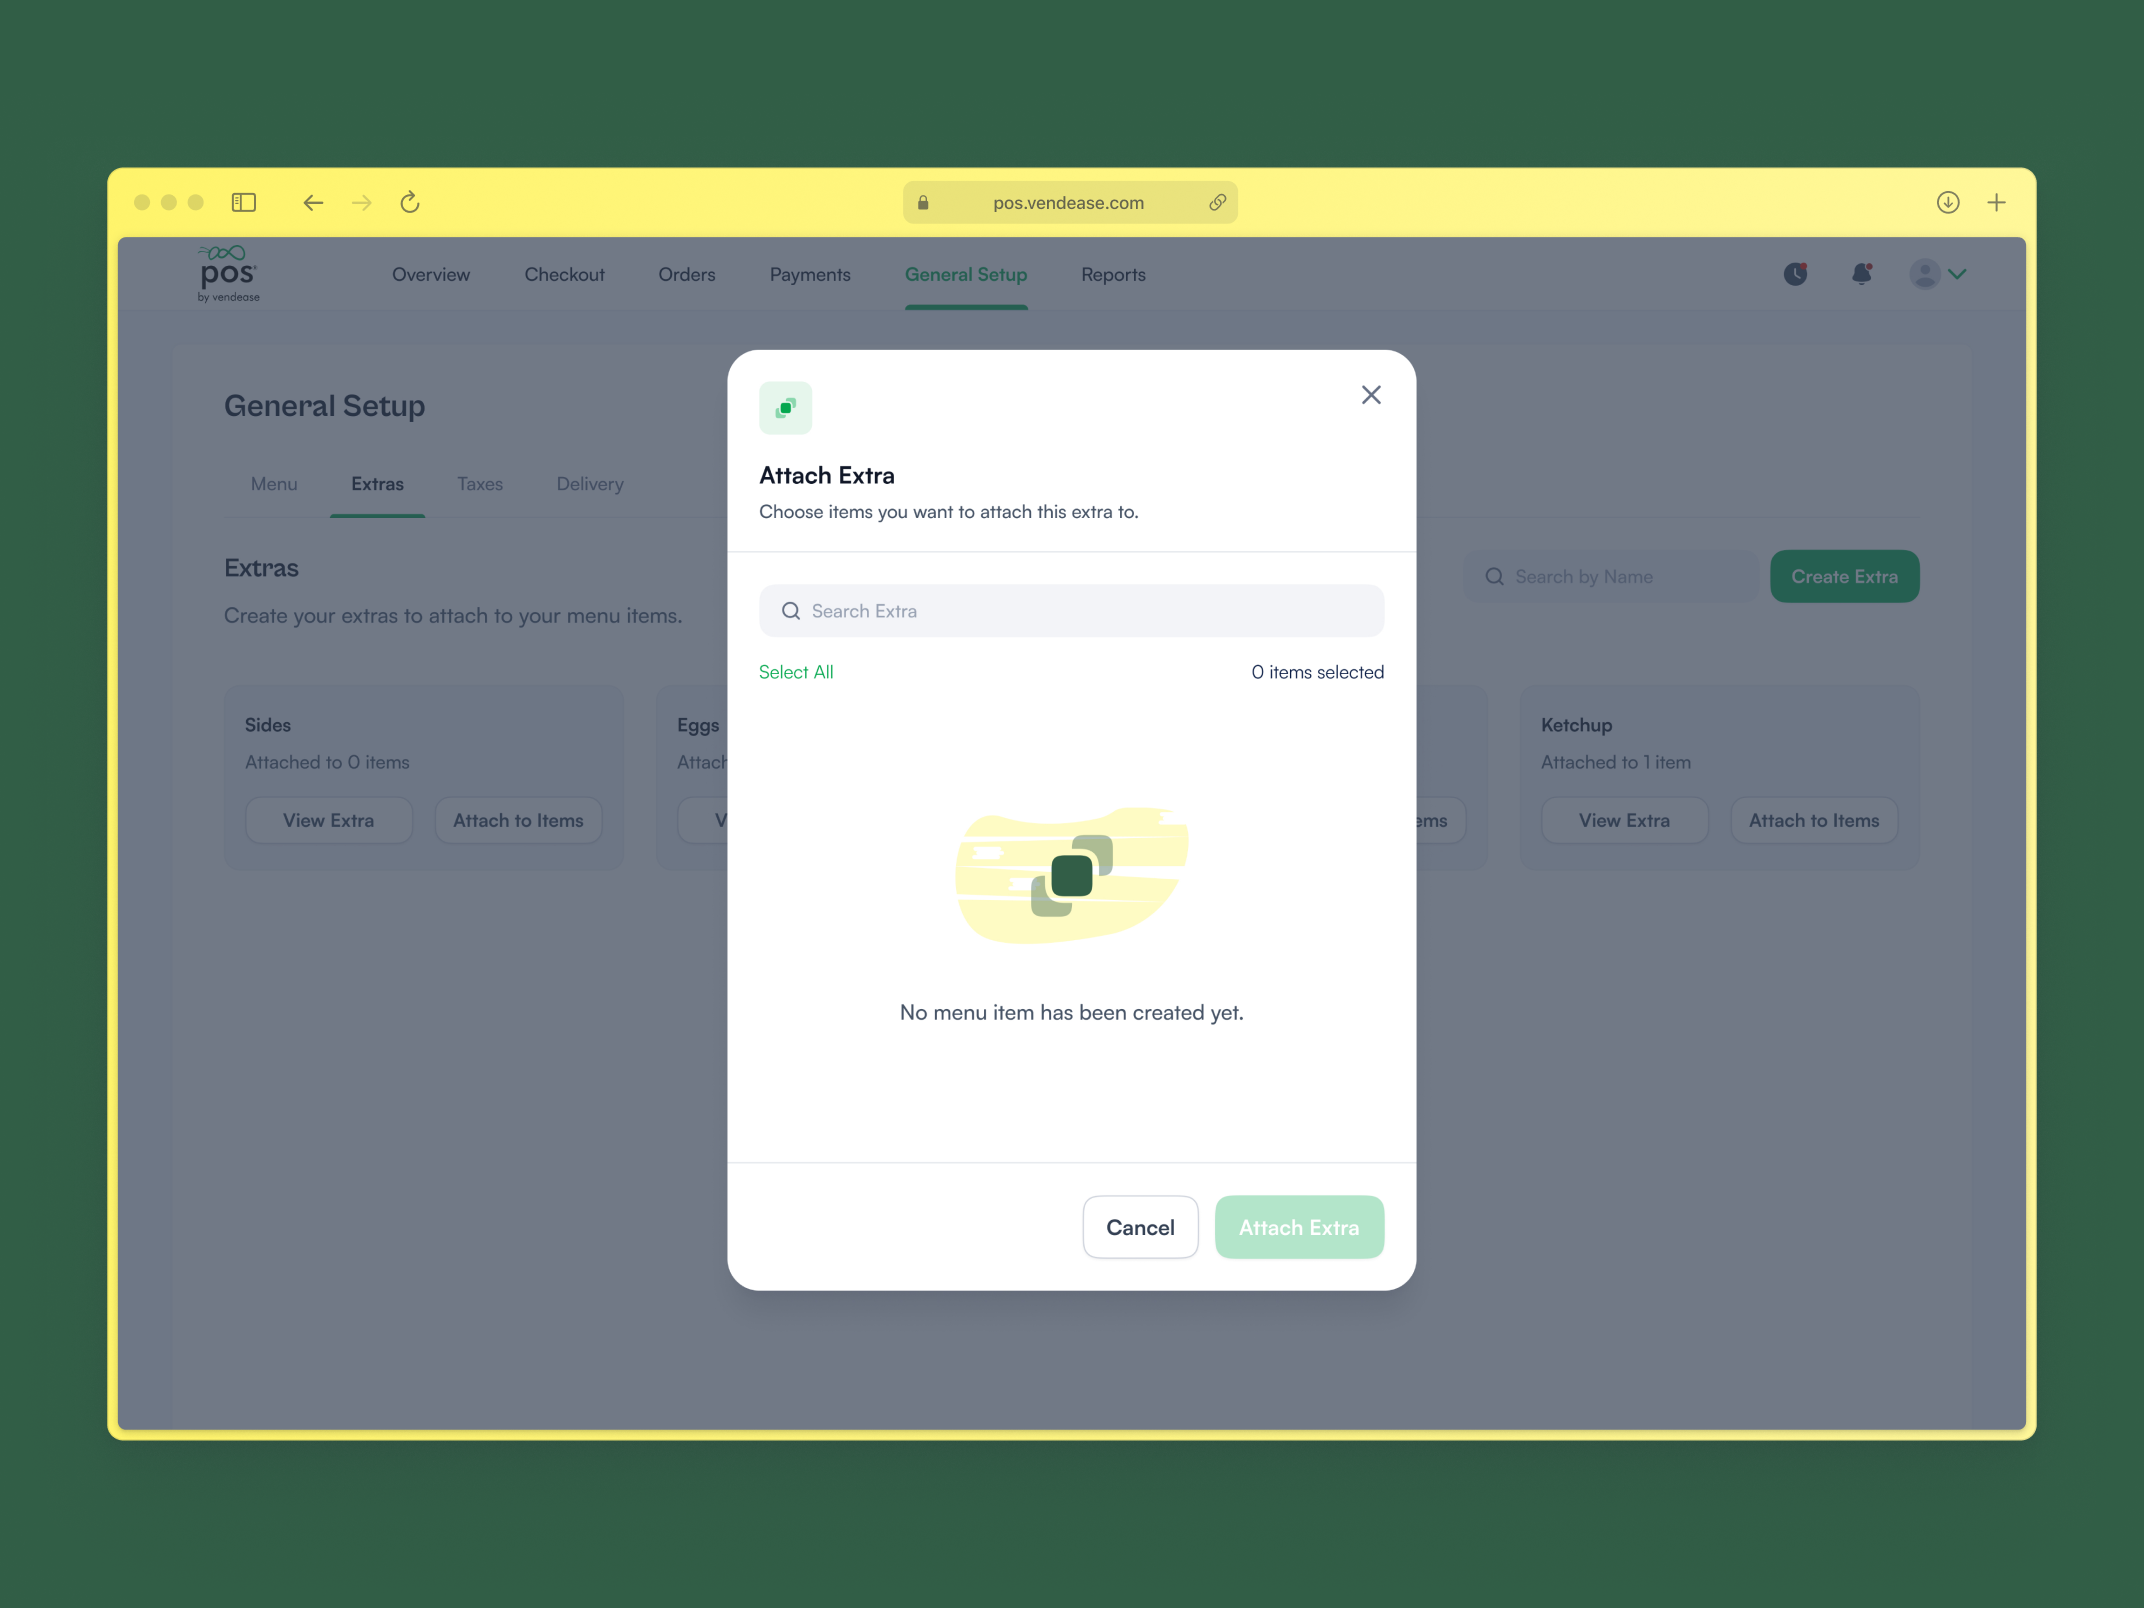 pos.vendease.com
pos
by vendease
Overview
Checkout
Orders
Payments
General Setup
Reports
General Setup
Menu
Extras
Taxes
Delivery
Extras
Create your extras to attach to your menu items.
Search by Name
Create Extra
Sides
Attached to 0 items
View Extra
Attach to Items
Eggs
Ketchup
Attached to 1 item
View Extra
Attach to Items
Attach Extra
Choose items you want to attach this extra to.
Search Extra
Select All
0 items selected
No menu item has been created yet.
Cancel
Attach Extra